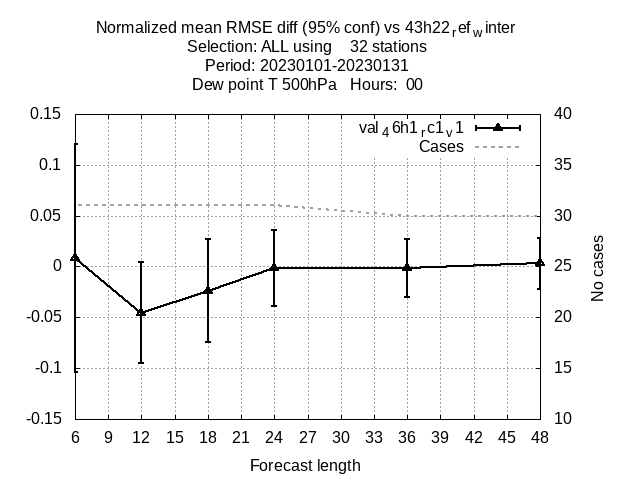 Normalized mean RMSE diff (95% conf) vs 43h22ref winter
Selection: ALL using 32 stations
Period: 20230101-20230131
Dew point T 500hPa Hours: 00
val46h1rc1v1
Cases
0.15
0.1
0.05
0
-0.05
-0.1
-0.15
40
35
30
25
20
15
10
No cases
6 9 12 15 18 21 24 27 30 33 36 39 42 45 48
Forecast length